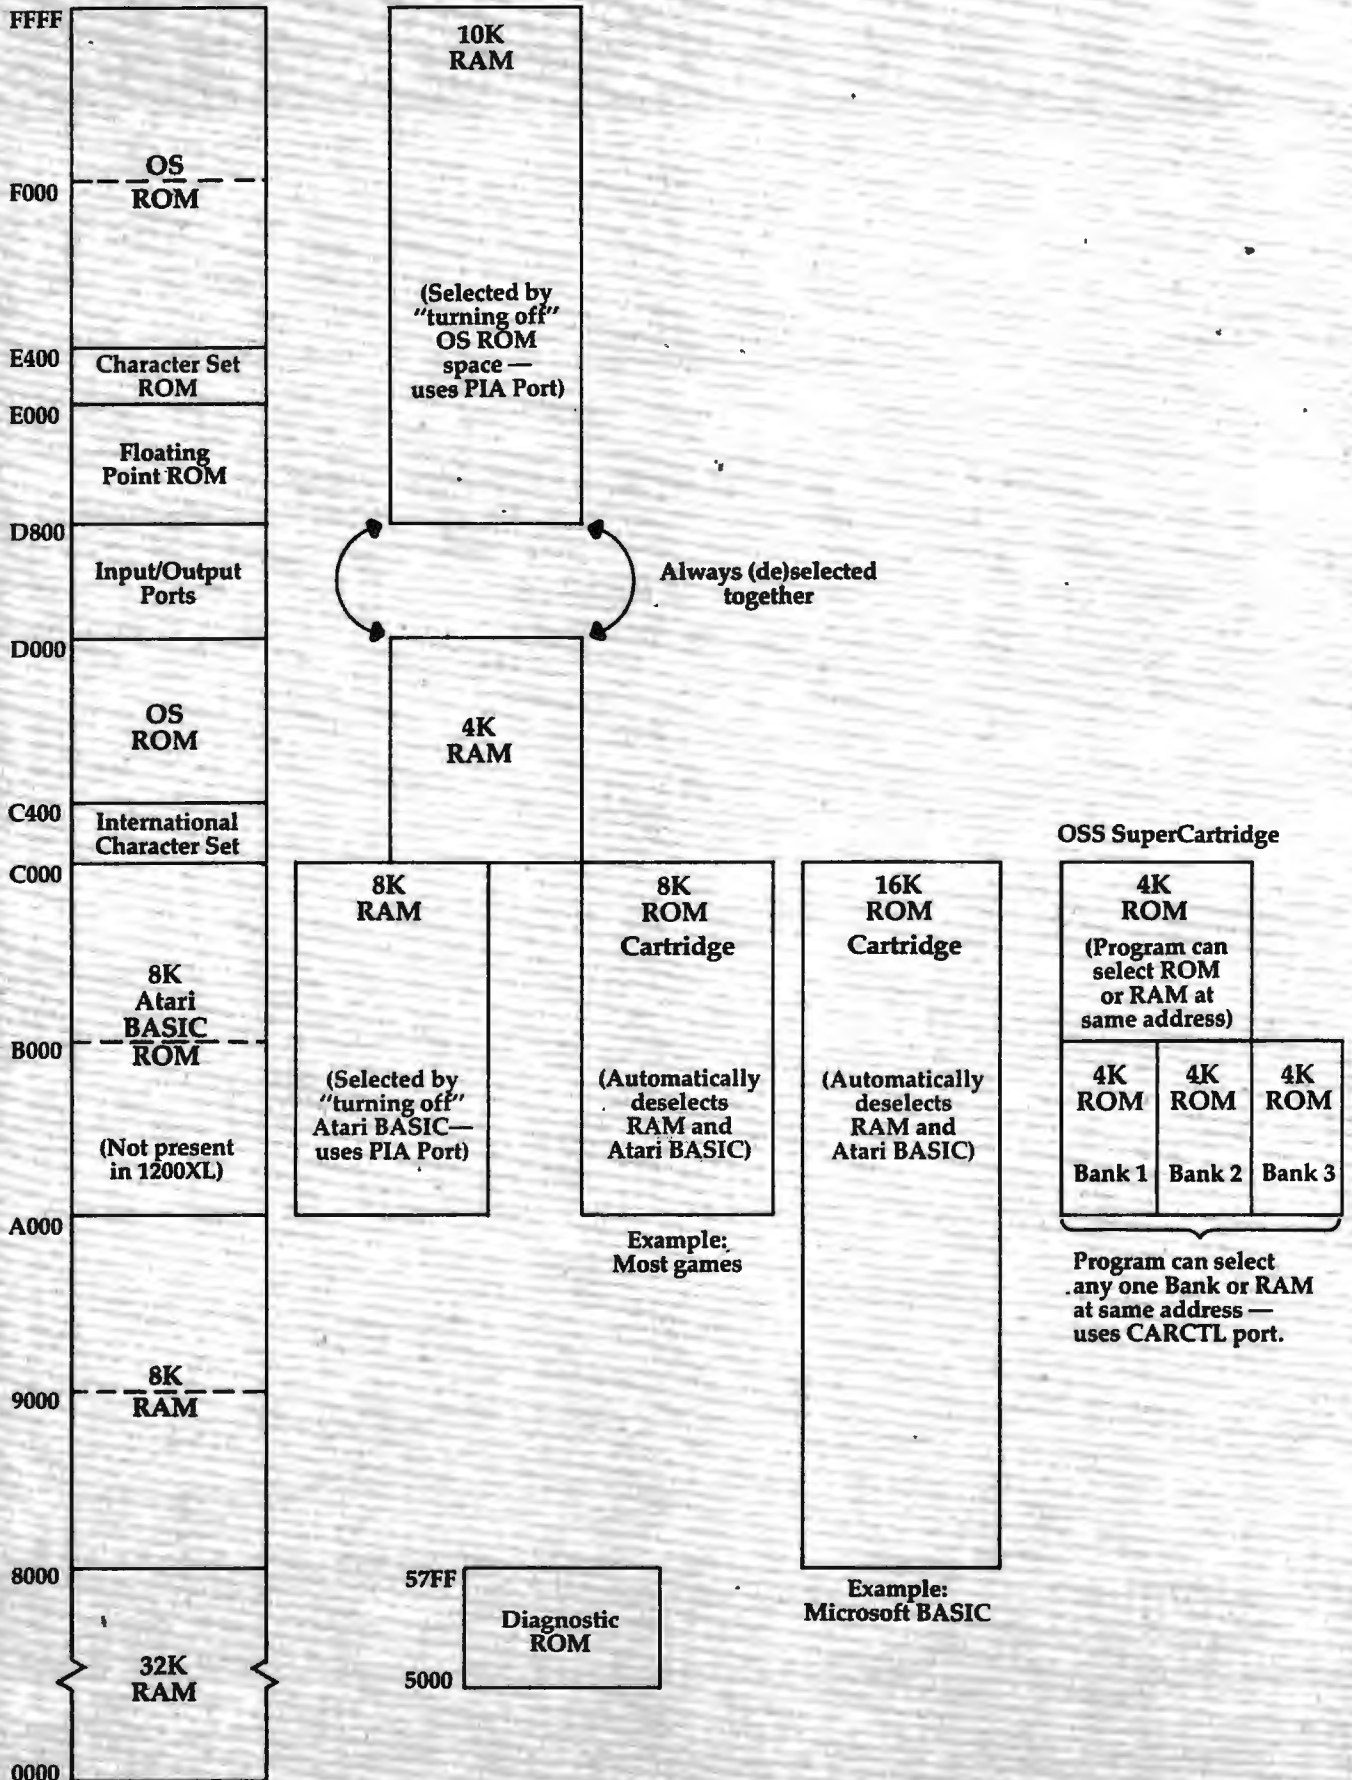 FFFF
OS
ROM
F000
E400
Character Set
ROM
E000
Floating
Point ROM
D800
Input/Output
Ports
D000
OS
ROM
C400
International
Character Set
C000
8K
Atari
BASIC
ROM
B000
(Not present
in 1200XL)
A000
8K
RAM
9000
8000
32K
RAM
0000
10K
RAM
(Selected by
"turning off"
OS ROM
space —
uses PIA Port)
Always (de)selected
together
4K
RAM
8K
RAM
(Selected by
"turning off"
Atari BASIC—
uses PIA Port)
8K
ROM
Cartridge
(Automatically
deselects
RAM and
Atari BASIC)
Example:
Most games
16K
ROM
Cartridge
(Automatically
deselects
RAM and
Atari BASIC)
Example:
Microsoft BASIC
OSS SuperCartridge
4K
ROM
(Program can
select ROM
or RAM at
same address)
4K
ROM
Bank 1
4K
ROM
Bank 2
4K
ROM
Bank 3
Program can select
any one Bank or RAM
at same address —
uses CARCTL port.
57FF
Diagnostic
ROM
5000